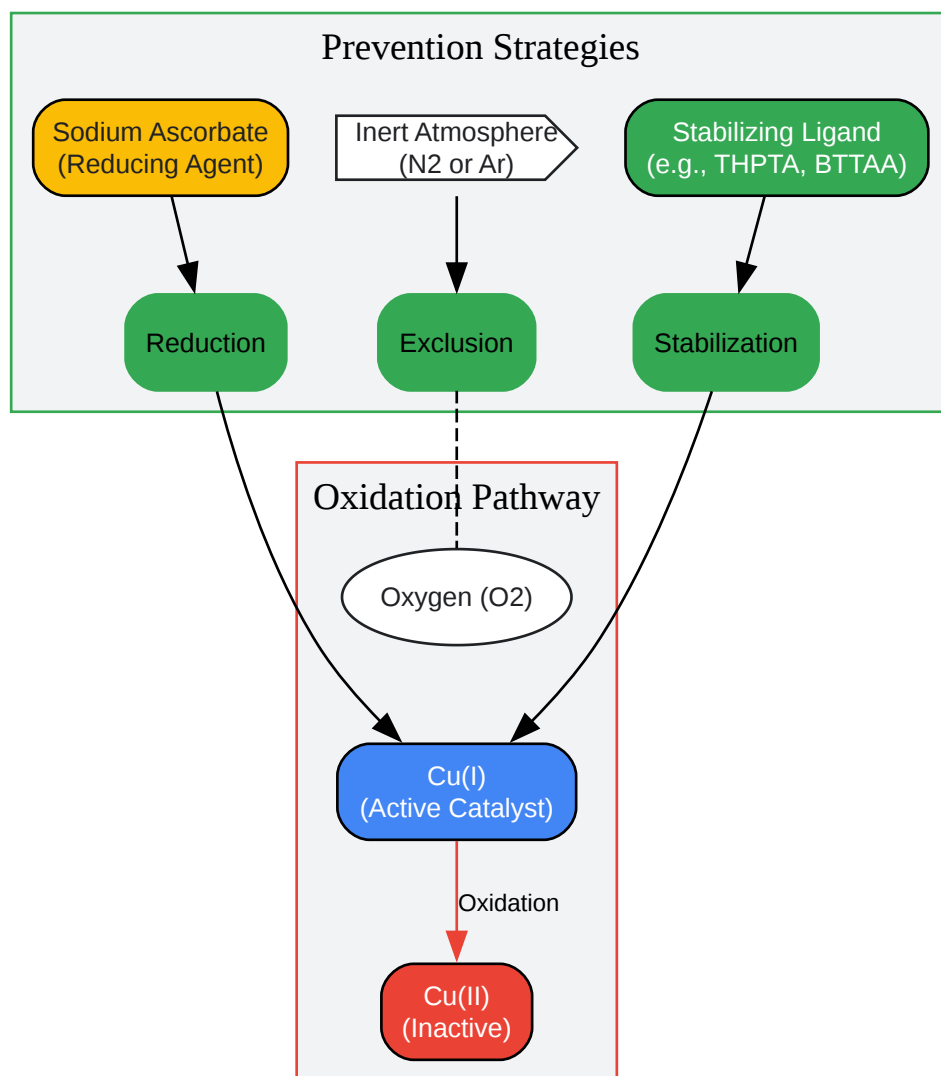 Prevention Strategies
Sodium Ascorbate
(Reducing Agent)
Inert Atmosphere
(N2 or Ar)
Stabilizing Ligand
(e.g., THPTA, BTTAA)
Reduction
Exclusion
Stabilization
Oxidation Pathway
Oxygen (O2)
Cu(I)
(Active Catalyst)
Oxidation
Cu(II)
(Inactive)